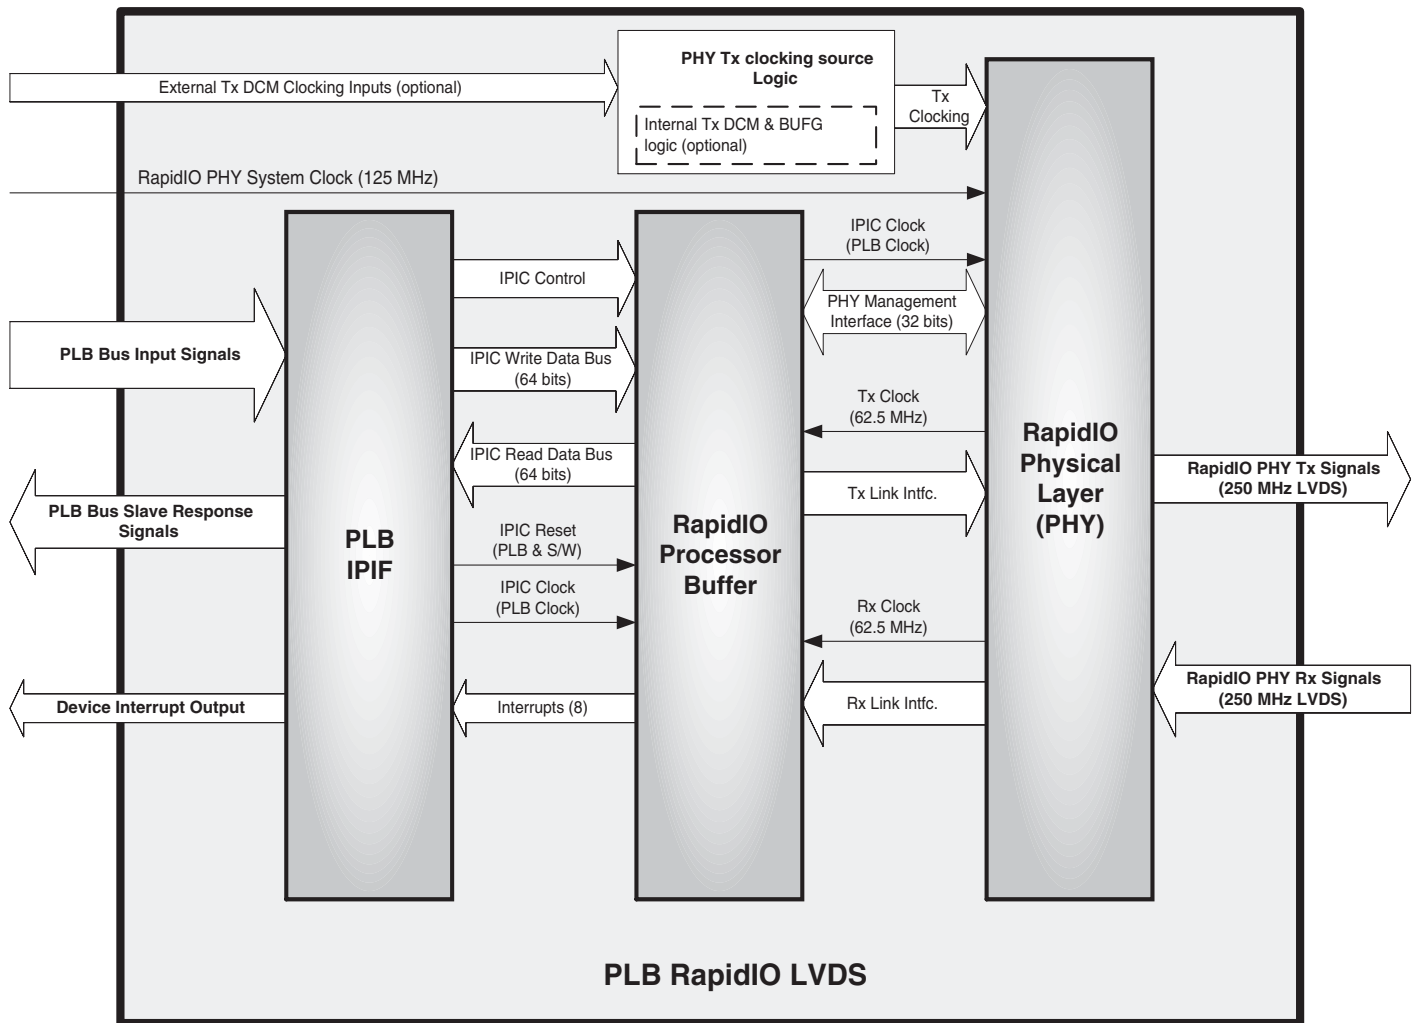 PHY Tx clocking source
Logic
External Tx DCM Clocking Inputs (optional)
Tx
Clocking
Internal Tx DCM & BUFG
logic (optional)
RapidIO PHY System Clock (125 MHz)
IPIC Clock
(PLB Clock)
IPIC Control
PHY Management
Interface (32 bits)
PLB Bus Input Signals
IPIC Write Data Bus
(64 bits)
Tx Clock
(62.5 MHz)
RapidIO
Physical
Layer
(PHY)
IPIC Read Data Bus
(64 bits)
RapidIO PHY Tx Signals
(250 MHz LVDS)
Tx Link Intfc.
PLB Bus Slave Response
Signals
PLB
IPIF
IPIC Reset
(PLB & S/W)
RapidIO
Processor
Buffer
IPIC Clock
(PLB Clock)
Rx Clock
(62.5 MHz)
RapidIO PHY Rx Signals
(250 MHz LVDS)
Device Interrupt Output
Interrupts (8)
Rx Link Intfc.
PLB RapidIO LVDS